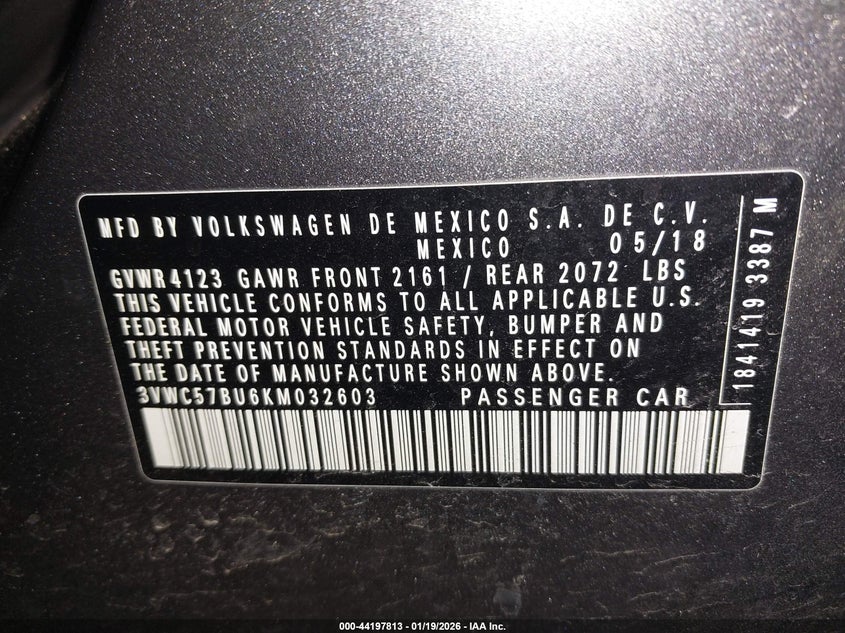 MFD BY VOLKSWAGEN DE MEXICO S.A. DE C.V.
MEXICO 05/18
GVWR 4123 GAWR FRONT 2161 / REAR 2072 LBS
THIS VEHICLE CONFORMS TO ALL APPLICABLE U.S.
FEDERAL MOTOR VEHICLE SAFETY, BUMPER AND
THEFT PREVENTION STANDARDS IN EFFECT ON
THE DATE OF MANUFACTURE SHOWN ABOVE.
3VWC57BU6KM032603 PASSENGER CAR
1841419 3387 M
000-44197813 - 01/19/2026 - IAA Inc.